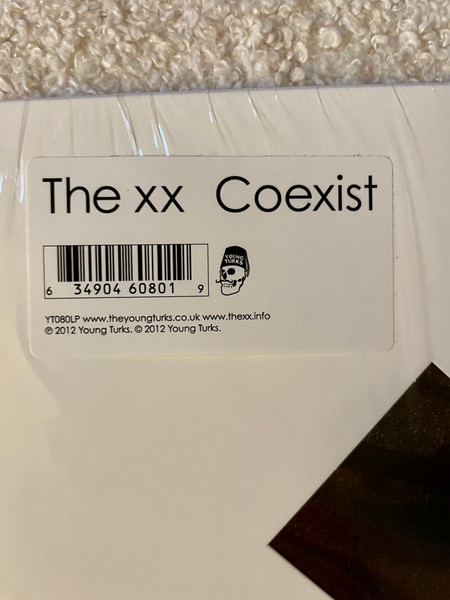 The xx Coexist
YOUNG
TURKS
6 34904 60801 9
YT080LP www.theyoungturks.co.uk www.thexx.info
℗ 2012 Young Turks. © 2012 Young Turks.